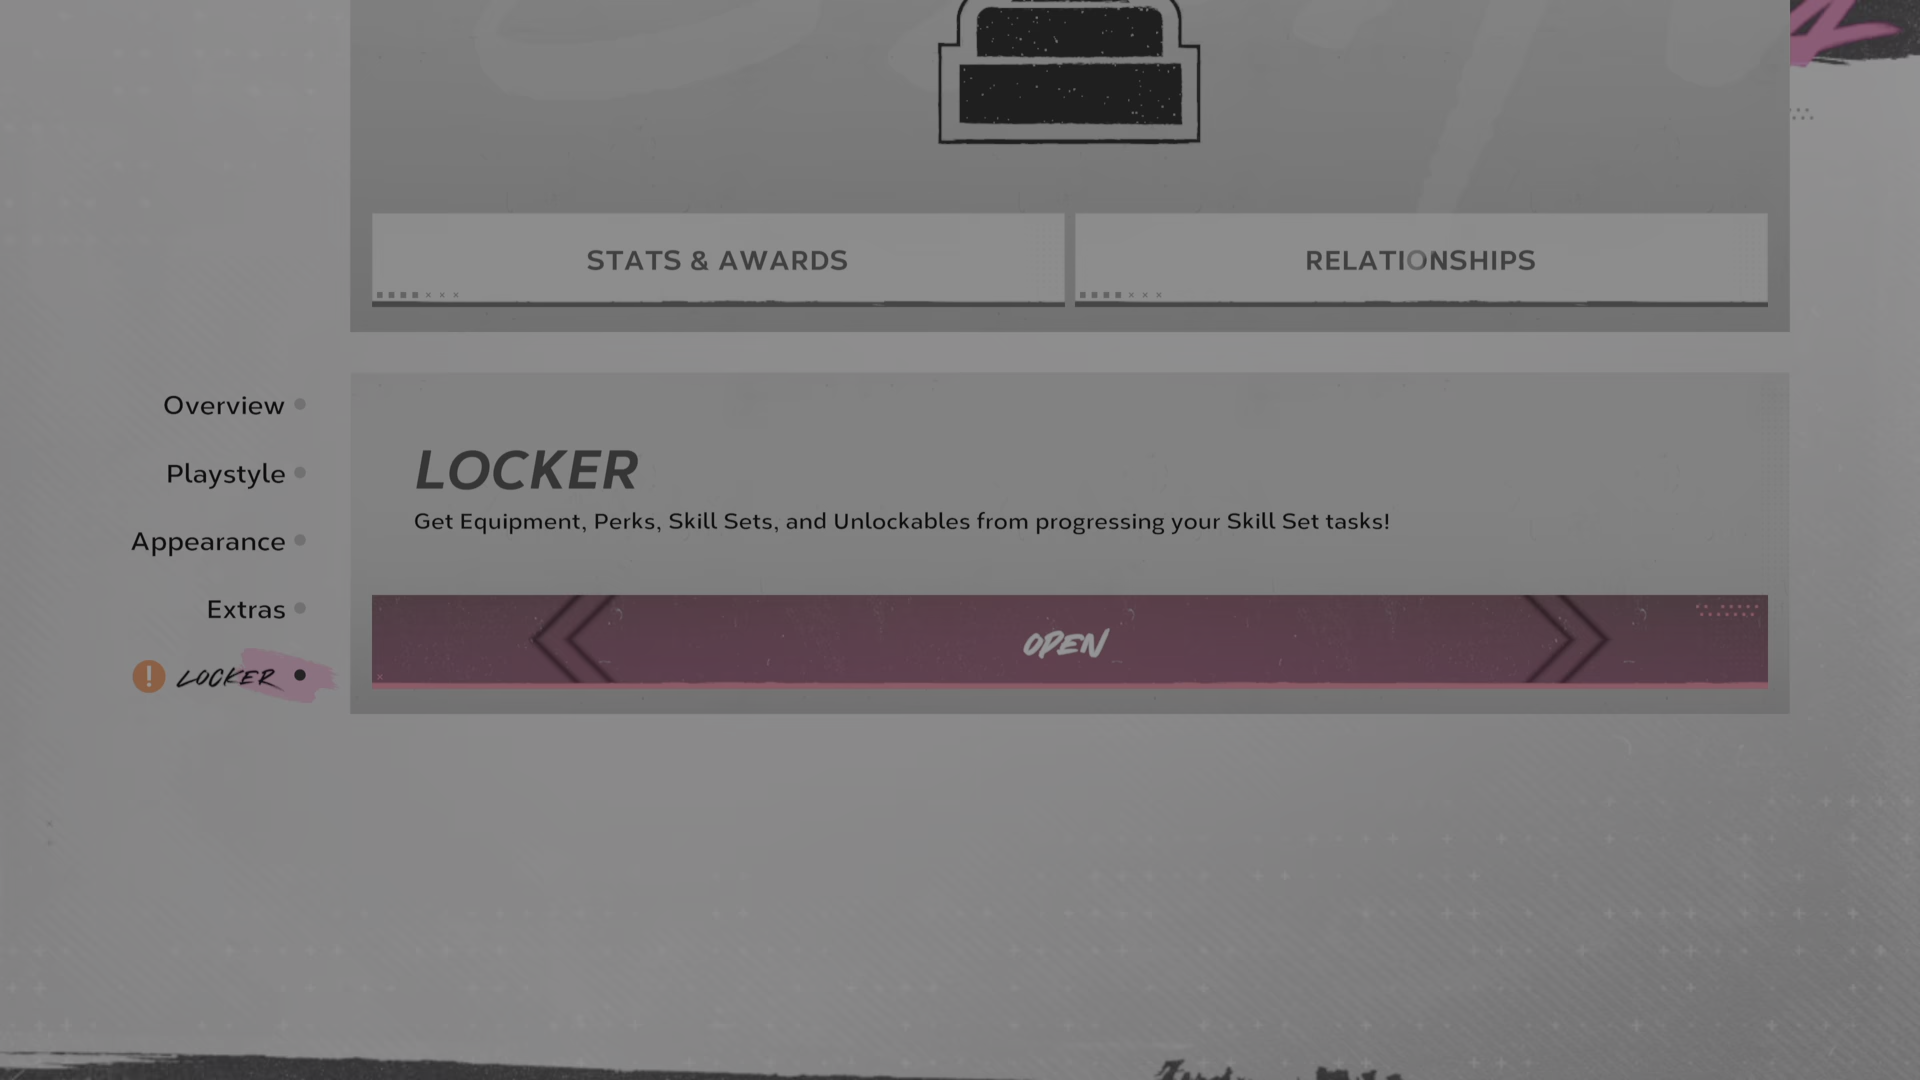 STATS & AWARDS
RELATIONSHIPS
Overview
Playstyle
Appearance
Extras
! LOCKER
LOCKER
Get Equipment, Perks, Skill Sets, and Unlockables from progressing your Skill Set tasks!
OPEN